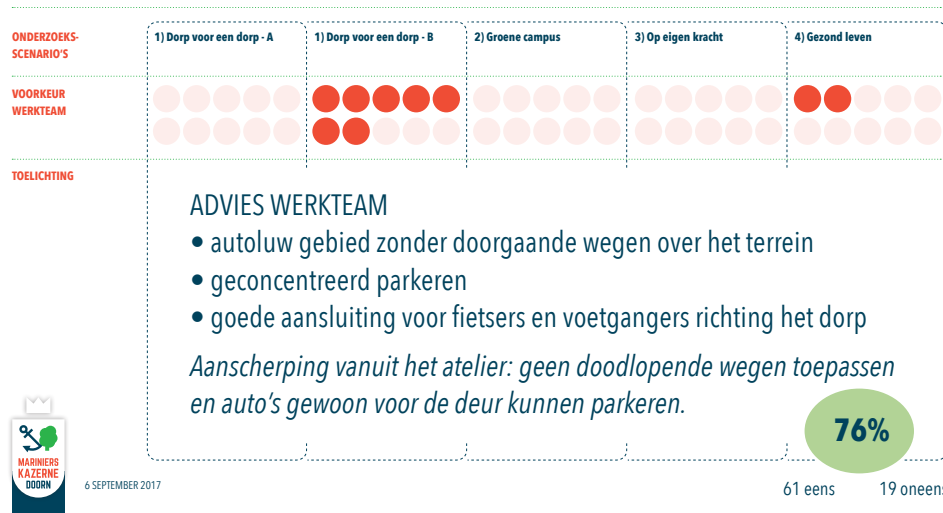 ONDERZOEKS-
SCENARIO'S
1) Dorp voor een dorp - A
1) Dorp voor een dorp - B
2) Groene campus
3) Op eigen kracht
4) Gezond leven
VOORKEUR
WERKTEAM
TOELICHTING
ADVIES WERKTEAM
• autoluw gebied zonder doorgaande wegen over het terrein
• geconcentreerd parkeren
• goede aansluiting voor fietsers en voetgangers richting het dorp
Aanscherping vanuit het atelier: geen doodlopende wegen toepassen
en auto's gewoon voor de deur kunnen parkeren.
76%
MARINIERS
KAZERNE
DOORN
6 SEPTEMBER 2017
61 eens
19 oneens